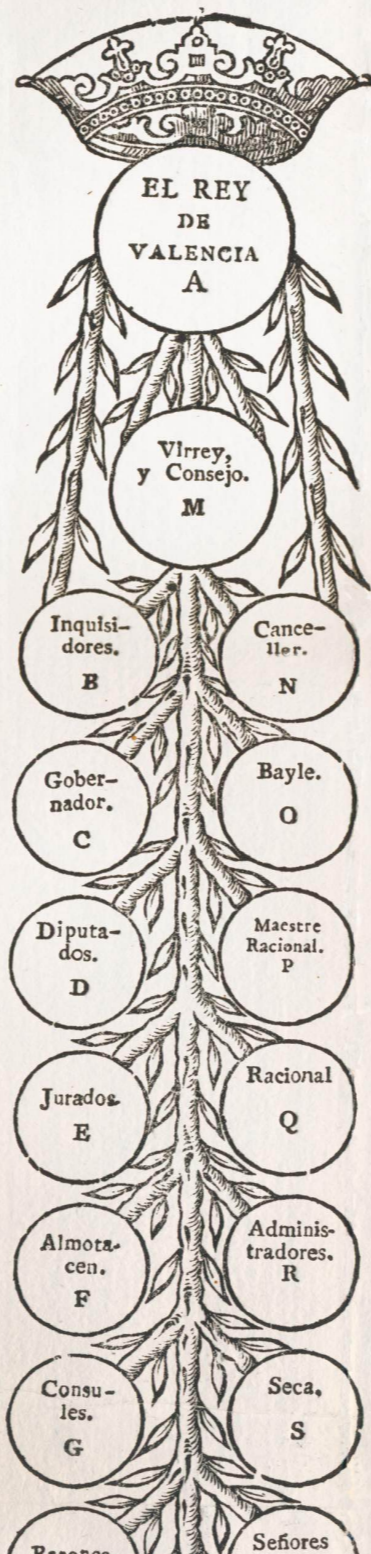 EL REY
DE
VALENCIA
A
Virrey,
y Consejo.
M
Inquisi-
dores.
B
Cance-
ller.
N
Gober-
nador.
C
Bayle.
O
Diputa-
dos.
D
Maestre
Racional.
P
Jurados.
E
Racional
Q
Almota-
cen.
F
Adminis-
tradores.
R
Consu-
les.
G
Seca.
S
Señores